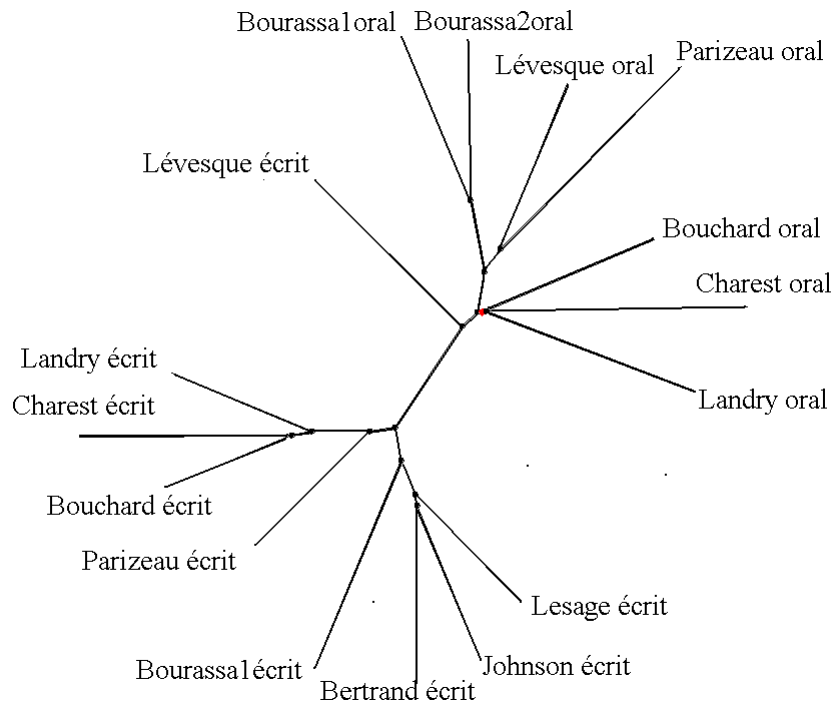 Bourassa1oral Bourassa2oral
Lévesque oral
Parizeau oral
Lévesque écrit
Bouchard oral
Charest oral
Landry écrit
Charest écrit
Landry oral
Bouchard écrit
Parizeau écrit
Lesage écrit
Bourassa1écrit
Johnson écrit
Bertrand écrit